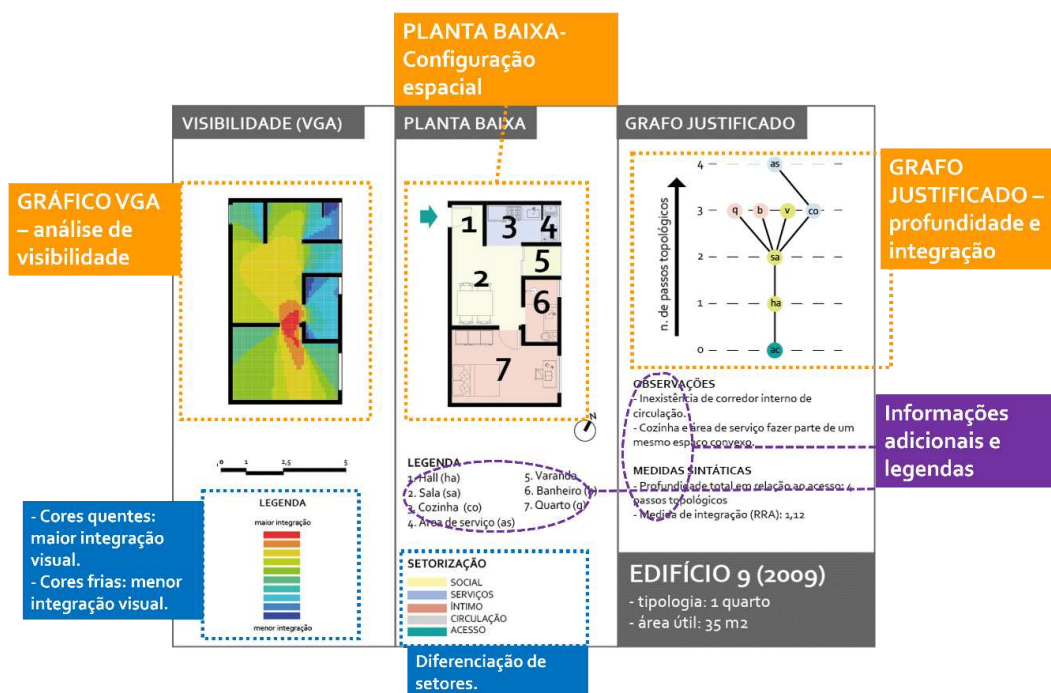 PLANTA BAIXA-
Configuração
espacial
VISIBILIDADE (VGA)
PLANTA BAIXA
GRAFO JUSTIFICADO
GRÁFICO VGA
– análise de
visibilidade
1
2
3
4
5
6
7
N
n. de passos topológicos
4
3
2
1
0
as
q
b
v
co
sa
ha
ac
GRAFO
JUSTIFICADO –
profundidade e
integração
0
1
2,5
5
LEGENDA
maior integração
menor integração
- Cores quentes:
maior integração
visual.
- Cores frias: menor
integração visual.
LEGENDA
1. Hall (ha)
2. Sala (sa)
3. Cozinha (co)
4. Área de serviço (as)
5. Varanda
6. Banheiro (b)
7. Quarto (q)
SETORIZAÇÃO
SOCIAL
SERVIÇOS
ÍNTIMO
CIRCULAÇÃO
ACESSO
Diferenciação de
setores.
OBSERVAÇÕES
- Inexistência de corredor interno de
circulação.
- Cozinha e área de serviço fazer parte de um
mesmo espaço convexo.
MEDIDAS SINTÁTICAS
- Profundidade total em relação ao acesso: 4
passos topológicos
- Medida de integração (RRA): 1,12
Informações
adicionais e
legendas
EDIFÍCIO 9 (2009)
- tipologia: 1 quarto
- área útil: 35 m2